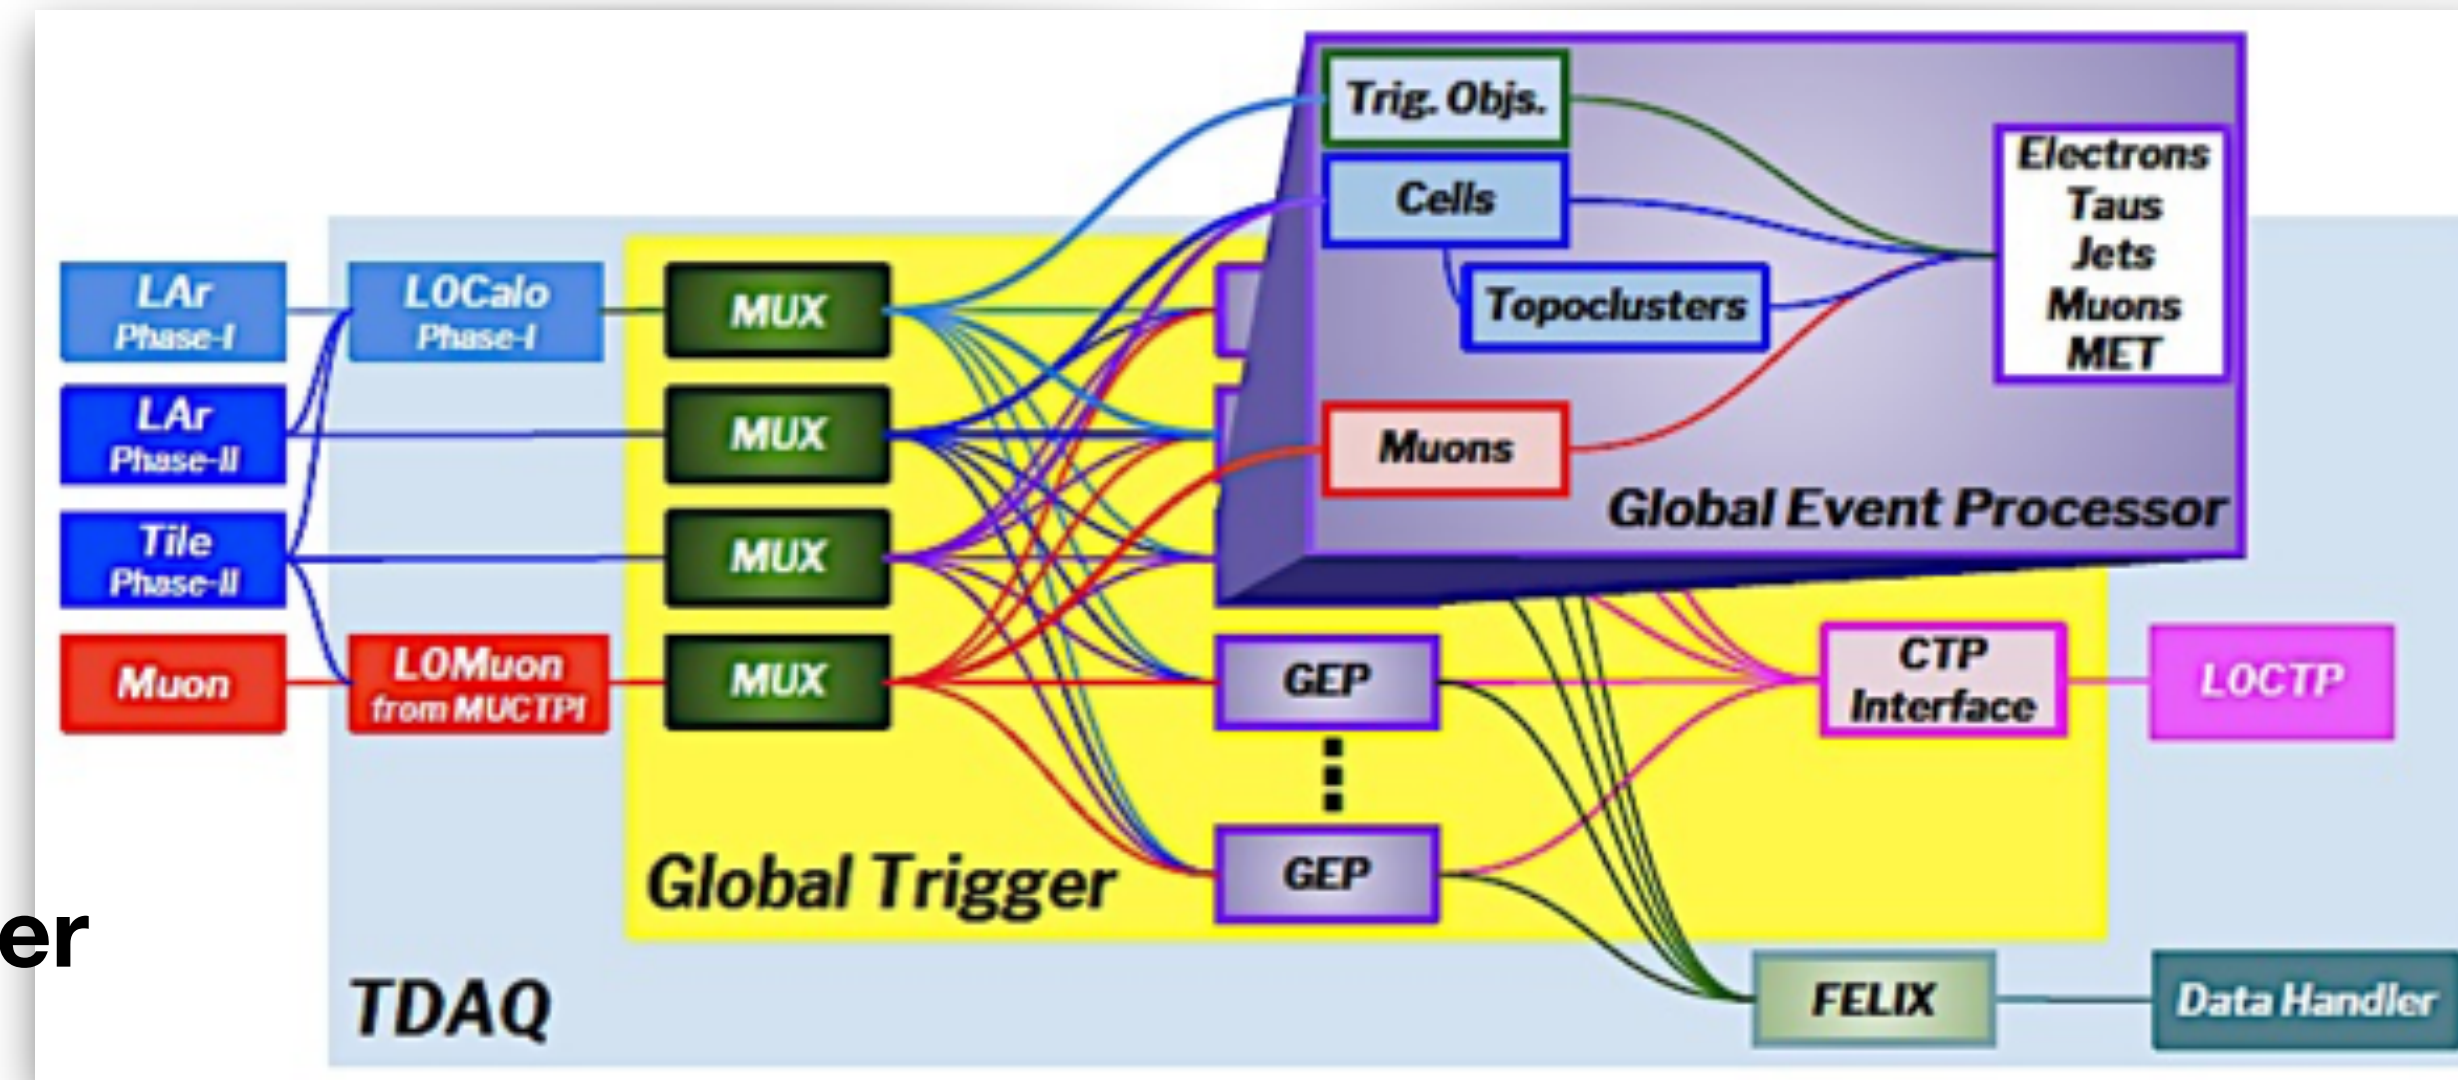 Trig. Objs.
Cells
Topoclusters
Muons
Electrons
Taus
Jets
Muons
MET
Global Event Processor
LAr
Phase-I
L0Calo
Phase-I
MUX
LAr
Phase-II
MUX
Tile
Phase-II
MUX
Muon
L0Muon
from MUCTPI
MUX
GEP
CTP
Interface
L0CTP
GEP
Global Trigger
er
TDAQ
FELIX
Data Handler